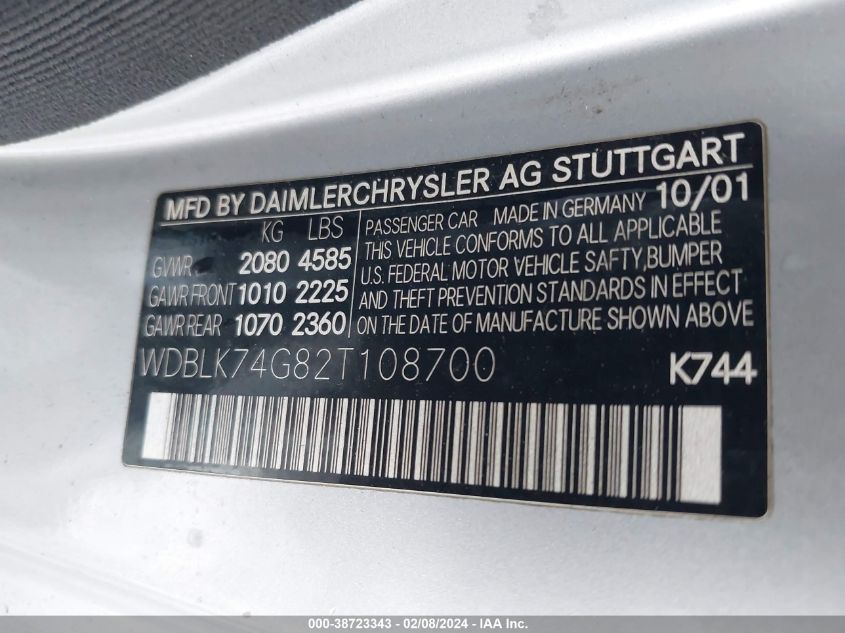 MFD BY DAIMLERCHRYSLER AG STUTTGART
10/01
KG LBS
GVWR 2080 4585
GAWR FRONT 1010 2225
GAWR REAR 1070 2360
PASSENGER CAR MADE IN GERMANY
THIS VEHICLE CONFORMS TO ALL APPLICABLE
U.S. FEDERAL MOTOR VEHICLE SAFTY,BUMPER
AND THEFT PREVENTION STANDARDS IN EFFECT
ON THE DATE OF MANUFACTURE SHOWN ABOVE
WDBLK74G82T108700
K744
000-38723343 - 02/08/2024 - IAA Inc.